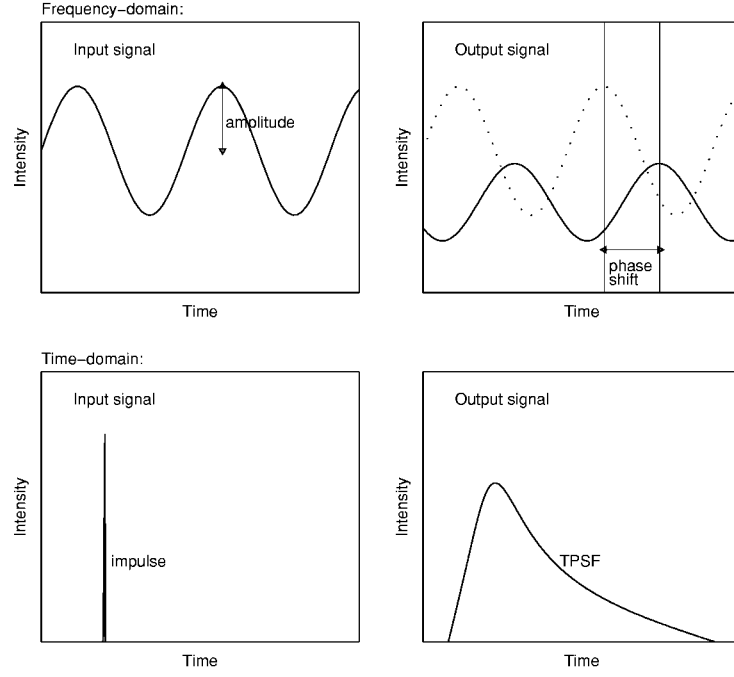 Frequency-domain:
Input signal
amplitude
Intensity
Time
Output signal
phase
shift
Intensity
Time
Time-domain:
Input signal
impulse
Intensity
Time
Output signal
TPSF
Intensity
Time